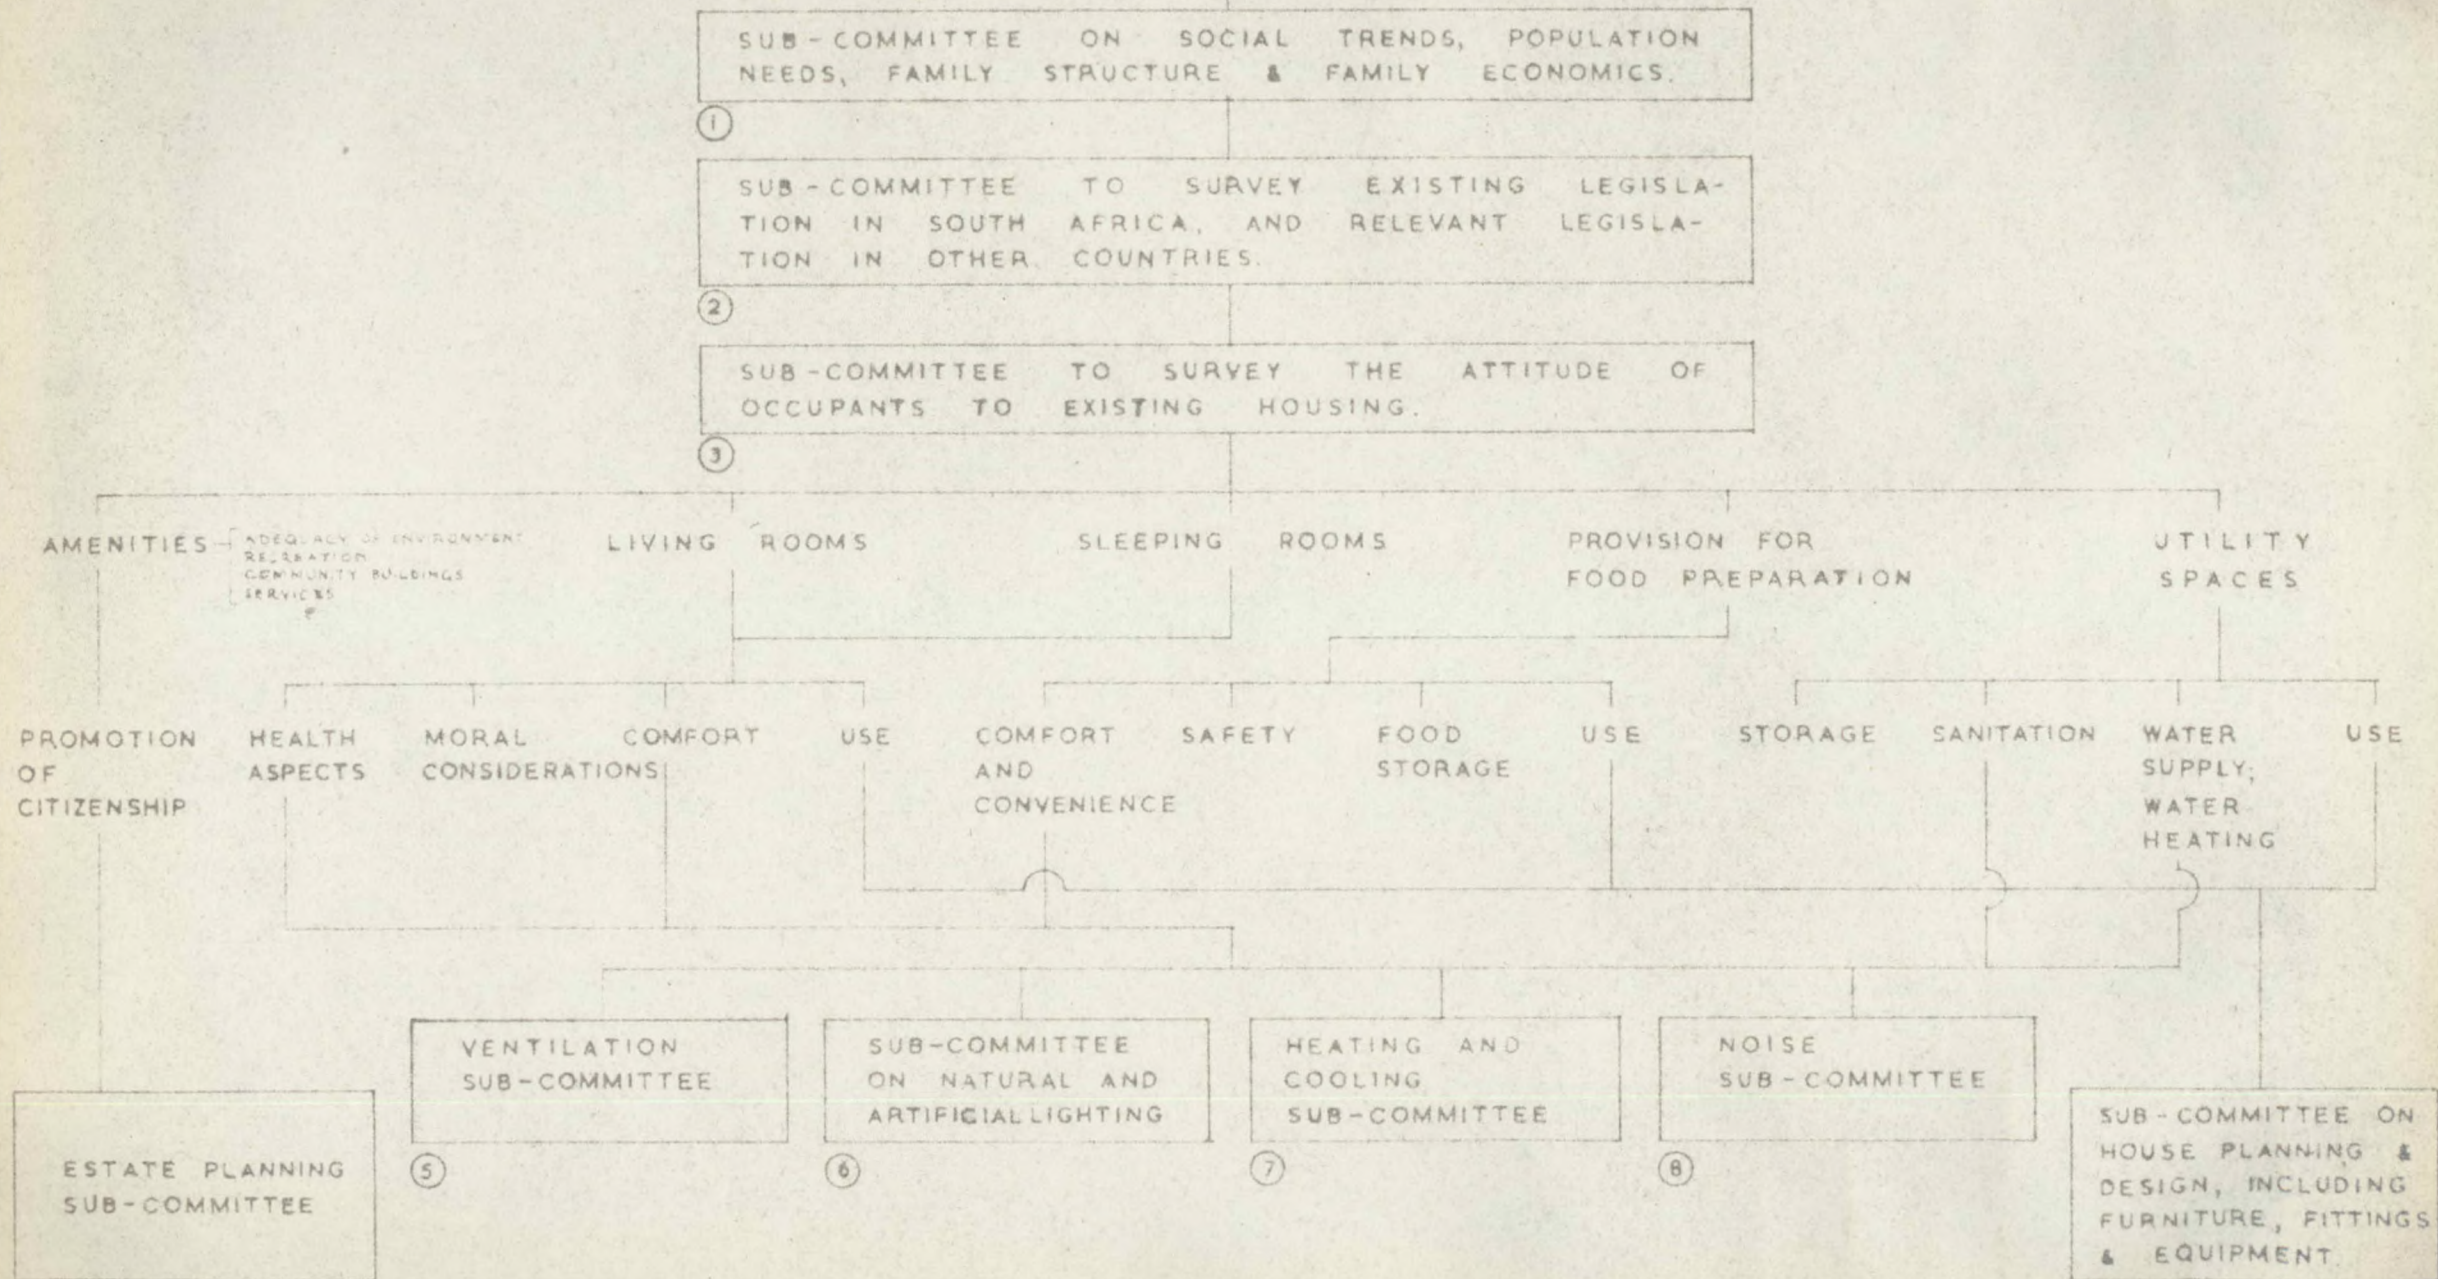 SUB-COMMITTEE ON SOCIAL TRENDS, POPULATION
NEEDS, FAMILY STRUCTURE & FAMILY ECONOMICS.
1
SUB-COMMITTEE TO SURVEY EXISTING LEGISLA-
TION IN SOUTH AFRICA, AND RELEVANT LEGISLA-
TION IN OTHER COUNTRIES.
2
SUB-COMMITTEE TO SURVEY THE ATTITUDE OF
OCCUPANTS TO EXISTING HOUSING.
3
AMENITIES
ADEQUACY OF ENVIRONMENT
RECREATION
COMMUNITY BUILDINGS
SERVICES
LIVING ROOMS
SLEEPING ROOMS
PROVISION FOR
FOOD PREPARATION
UTILITY
SPACES
PROMOTION
OF
CITIZENSHIP
HEALTH
ASPECTS
MORAL
CONSIDERATIONS
COMFORT
USE
COMFORT
AND
CONVENIENCE
SAFETY
FOOD
STORAGE
USE
STORAGE
SANITATION
WATER
SUPPLY;
WATER
HEATING
USE
ESTATE PLANNING
SUB-COMMITTEE
VENTILATION
SUB-COMMITTEE
5
SUB-COMMITTEE
ON NATURAL AND
ARTIFICIAL LIGHTING
6
HEATING AND
COOLING
SUB-COMMITTEE
7
NOISE
SUB-COMMITTEE
8
SUB-COMMITTEE ON
HOUSE PLANNING &
DESIGN, INCLUDING
FURNITURE, FITTINGS
& EQUIPMENT